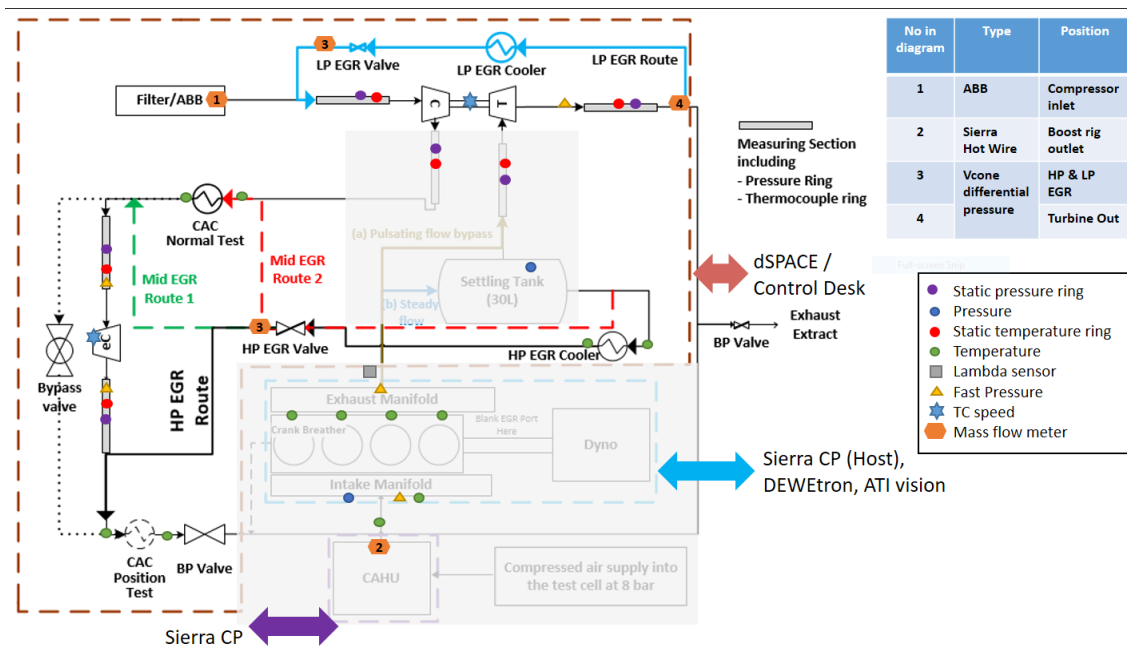 3
LP EGR Valve
LP EGR Cooler
LP EGR Route
Filter/ABB
1
C
T
4
No in
diagram
Type
Position
1
ABB
Compressor
inlet
2
Sierra
Hot Wire
Boost rig
outlet
3
Vcone
differential
pressure
HP & LP
EGR
4
Turbine Out
Measuring Section
including
- Pressure Ring
- Thermocouple ring
CAC
Normal Test
(a) Pulsating flow bypass
Mid EGR
Route 1
Mid EGR
Route 2
Settling Tank
(30L)
(b) Steady
flow
dSPACE /
Control Desk
Full-screen Snip
3
HP EGR Valve
HP EGR Cooler
eC
Bypass
valve
HP EGR
Route
BP Valve
Exhaust
Extract
Static pressure ring
Pressure
Static temperature ring
Temperature
Lambda sensor
Fast Pressure
TC speed
Mass flow meter
Exhaust Manifold
Crank Breather
Blank EGR Port
Here
Dyno
Intake Manifold
Sierra CP (Host),
DEWEtron, ATI vision
CAC
Position
Test
BP Valve
2
CAHU
Compressed air supply into
the test cell at 8 bar
Sierra CP